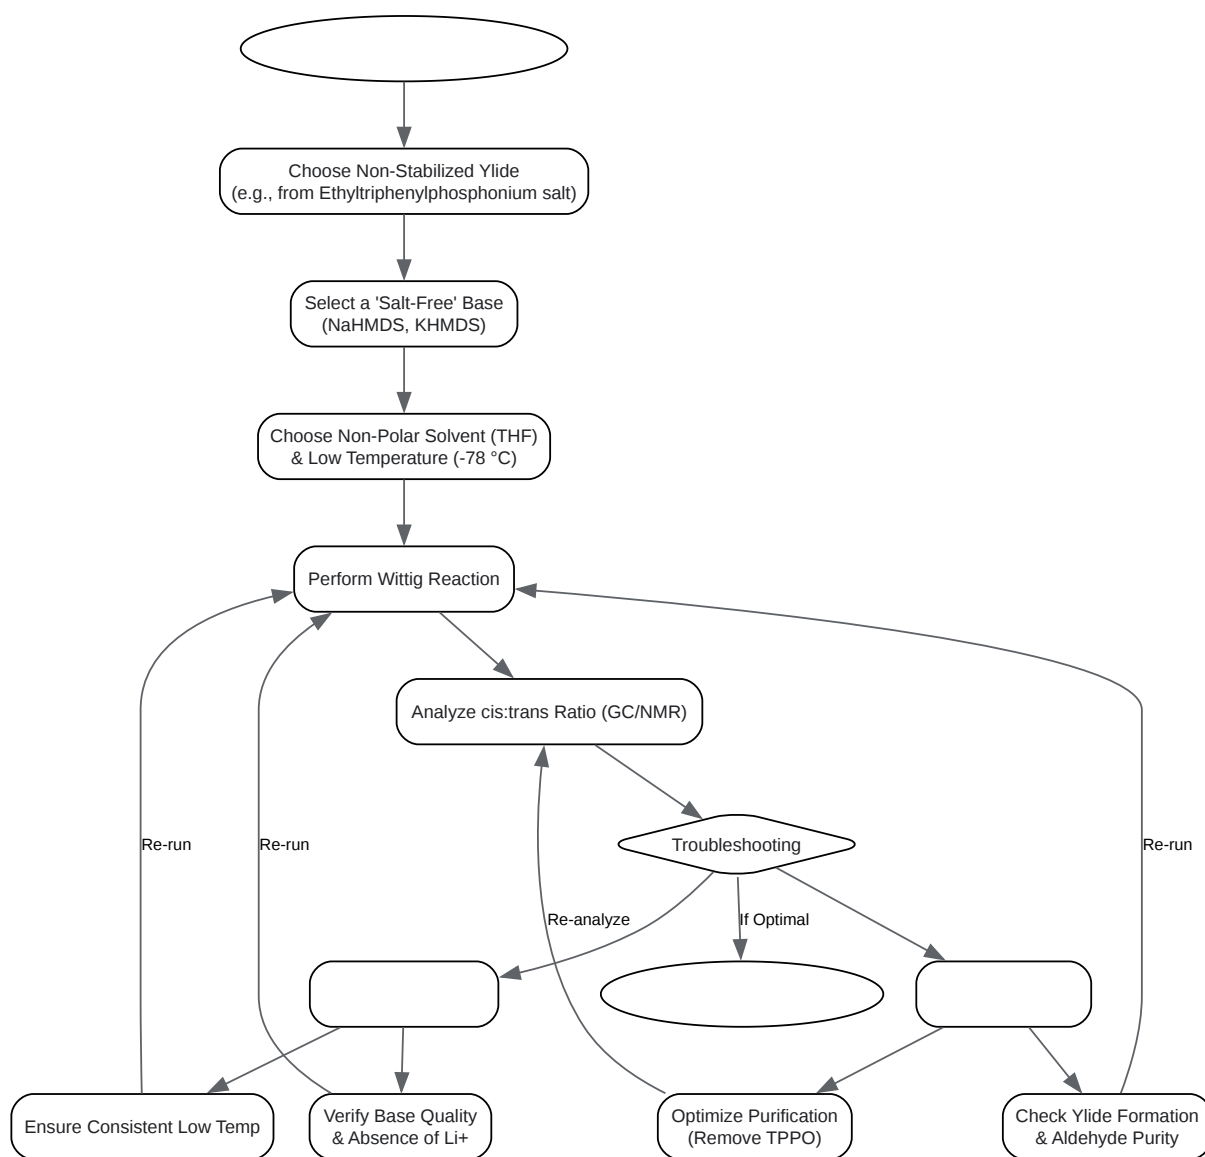 Choose Non-Stabilized Ylide
(e.g., from Ethyltriphenylphosphonium salt)
Select a 'Salt-Free' Base
(NaHMDS, KHMDS)
Choose Non-Polar Solvent (THF)
& Low Temperature (-78 °C)
Perform Wittig Reaction
Analyze cis:trans Ratio (GC/NMR)
Re-run
Re-run
Troubleshooting
Re-run
Re-analyze
If Optimal
Ensure Consistent Low Temp
Verify Base Quality
& Absence of Li+
Optimize Purification
(Remove TPPO)
Check Ylide Formation
& Aldehyde Purity